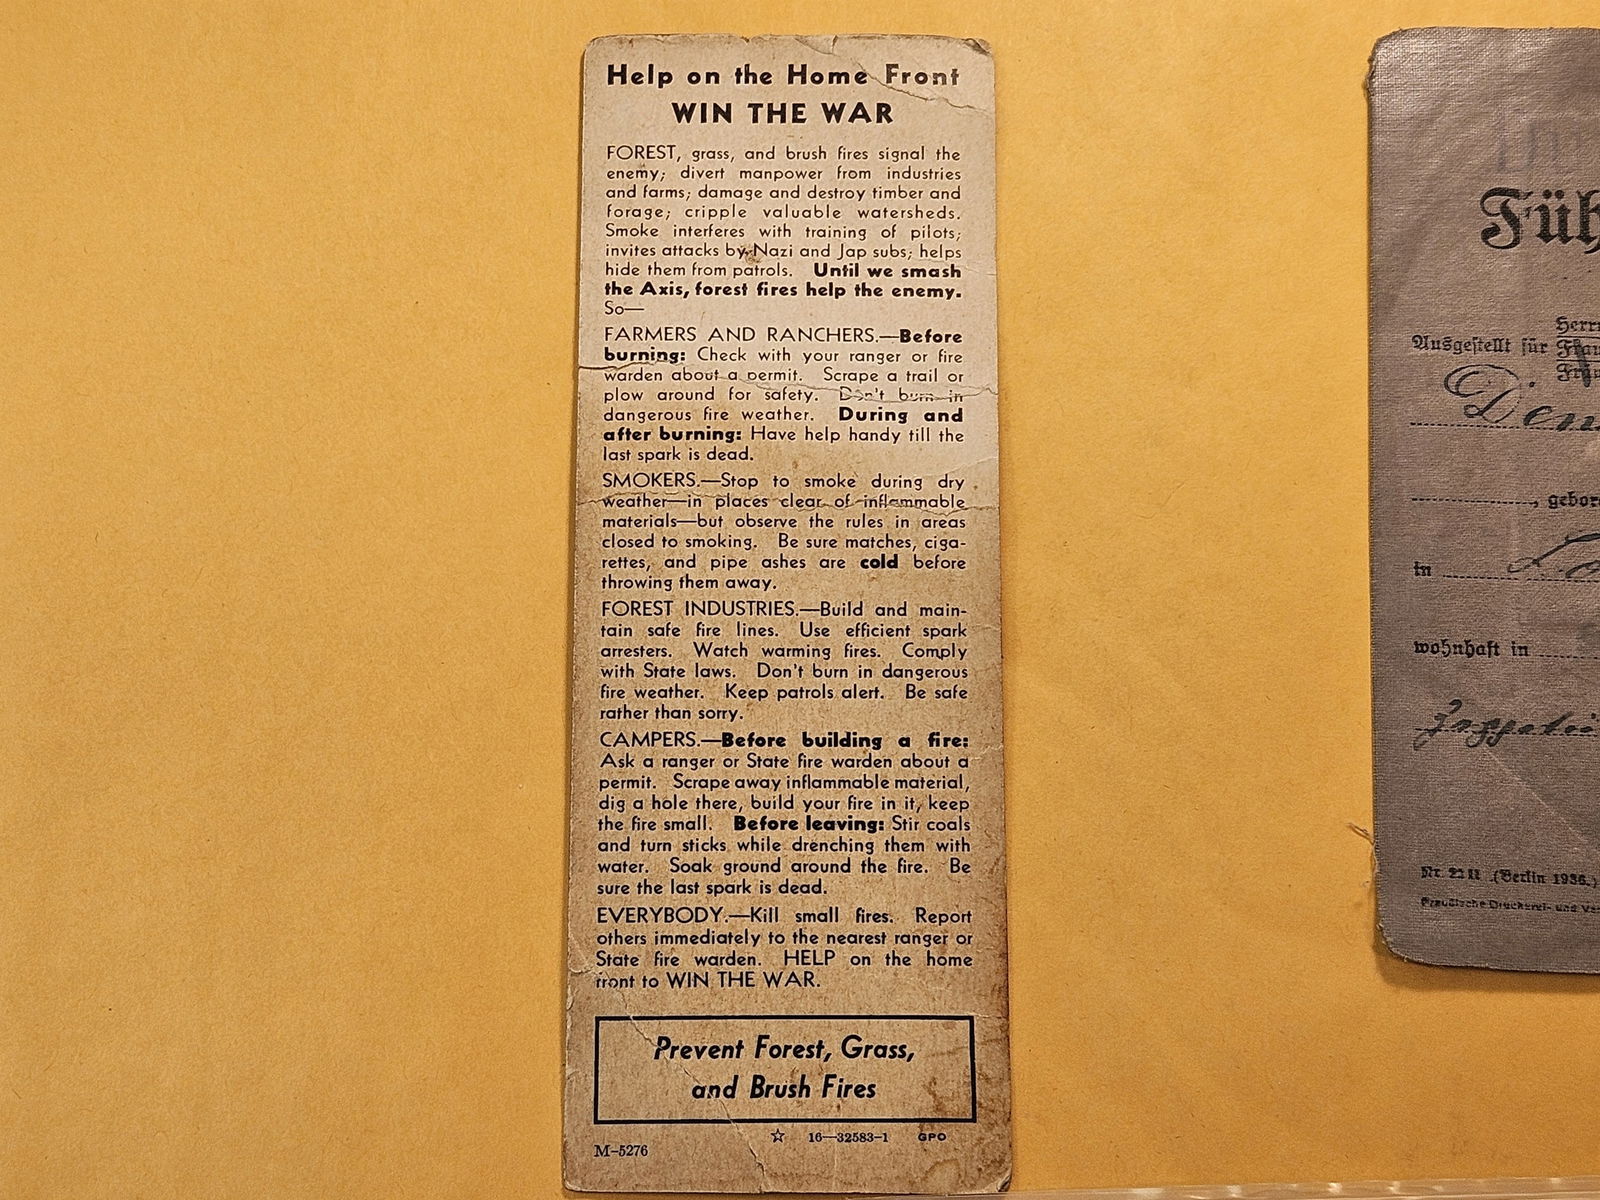 Help on the Home Front
WIN THE WAR
FOREST, grass, and brush fires signal the
enemy; divert manpower from industries
and farms; damage and destroy timber and
forage; cripple valuable watersheds.
Smoke interferes with training of pilots;
invites attacks by Nazi and Jap subs; helps
hide them from patrols. Until we smash
the Axis, forest fires help the enemy.
So—
FARMERS AND RANCHERS.—Before
burning: Check with your ranger or fire
warden about a permit. Scrape a trail or
plow around for safety. Don't burn in
dangerous fire weather. During and
after burning: Have help handy till the
last spark is dead.
SMOKERS.—Stop to smoke during dry
weather—in places clear of inflammable
materials—but observe the rules in areas
closed to smoking. Be sure matches, ciga-
rettes, and pipe ashes are cold before
throwing them away.
FOREST INDUSTRIES.—Build and main-
tain safe fire lines. Use efficient spark
arresters. Watch warming fires. Comply
with State laws. Don't burn in dangerous
fire weather. Keep patrols alert. Be safe
rather than sorry.
CAMPERS.—Before building a fire:
Ask a ranger or State fire warden about a
permit. Scrape away inflammable material,
dig a hole there, build your fire in it, keep
the fire small. Before leaving: Stir coals
and turn sticks while drenching them with
water. Soak ground around the fire. Be
sure the last spark is dead.
EVERYBODY.—Kill small fires. Report
others immediately to the nearest ranger or
State fire warden. HELP on the home
front to WIN THE WAR.
Prevent Forest, Grass,
and Brush Fires
☆ 16—32583-1 GPO
M-5276
Füh
Herrn
Ausgestellt für Frau
, gebor
in
wohnhaft in
(Berlin 1936.)
Preußische Druckerei- und